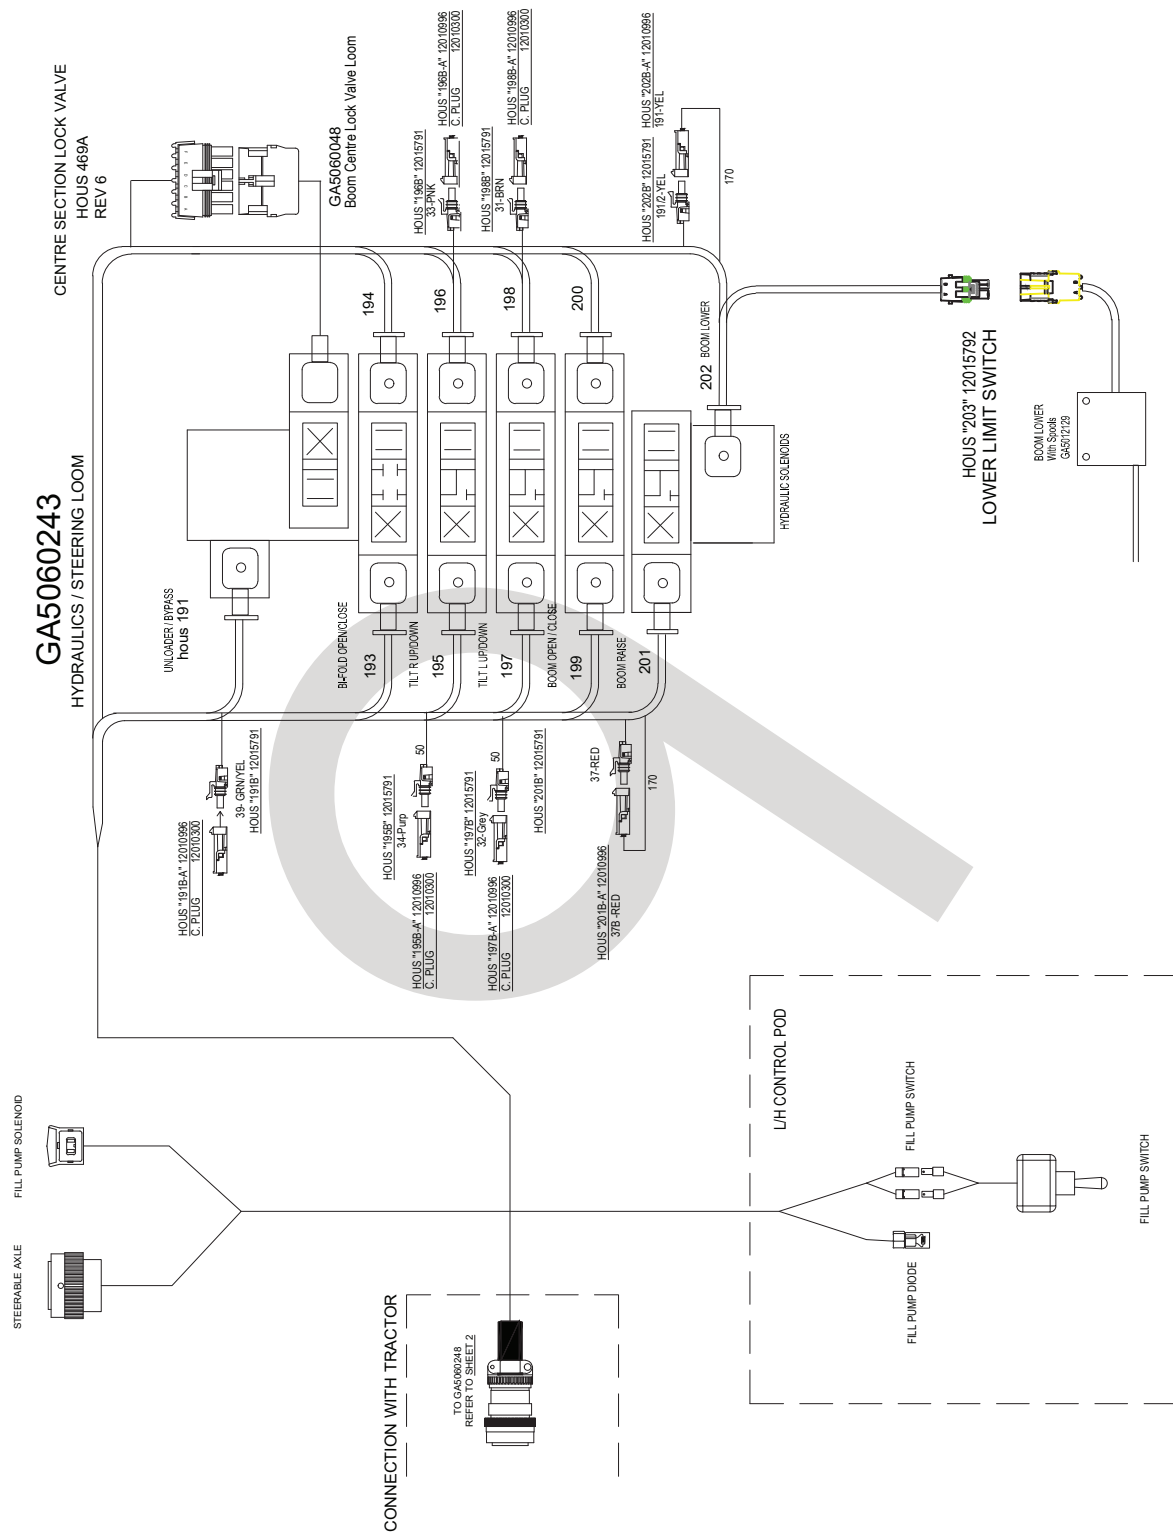 GA5060243
HYDRAULICS / STEERING LOOM
CENTRE SECTION LOCK VALVE
HOUS 469A
REV 6
GA5060048
Boom Centre Lock Valve Loom
HOUS "196B-A" 12010996
C. PLUG 12010300
HOUS "196B" 12015791
33-PNK
HOUS "198B-A" 12010996
C. PLUG 12010300
HOUS "198B" 12015791
31-BRN
HOUS "202B-A" 12010996
191-YEL
HOUS "202B" 12015791
191/2-YEL
170
194
196
198
200
202 BOOM LOWER
HYDRAULIC SOLENOIDS
HOUS "203" 12015792
LOWER LIMIT SWITCH
BOOM LOWER
With Spools
GA5012129
UNLOADER / BYPASS
hous 191
BI-FOLD OPEN/CLOSE
193
TILT R UP/DOWN
195
TILT L UP/DOWN
197
BOOM OPEN / CLOSE
199
BOOM RAISE
201
39- GRN/YEL
HOUS "191B" 12015791
HOUS "191B-A" 12010996
C. PLUG 12010300
50
HOUS "195B" 12015791
34-Purp
HOUS "195B-A" 12010996
C. PLUG 12010300
50
HOUS "197B" 12015791
32-Grey
HOUS "197B-A" 12010996
C. PLUG 12010300
HOUS "201B" 12015791
37-RED
170
HOUS "201B-A" 12010996
37B -RED
FILL PUMP SOLENOID
STEERABLE AXLE
CONNECTION WITH TRACTOR
TO GA5060248
REFER TO SHEET 2
L/H CONTROL POD
FILL PUMP SWITCH
FILL PUMP DIODE
FILL PUMP SWITCH